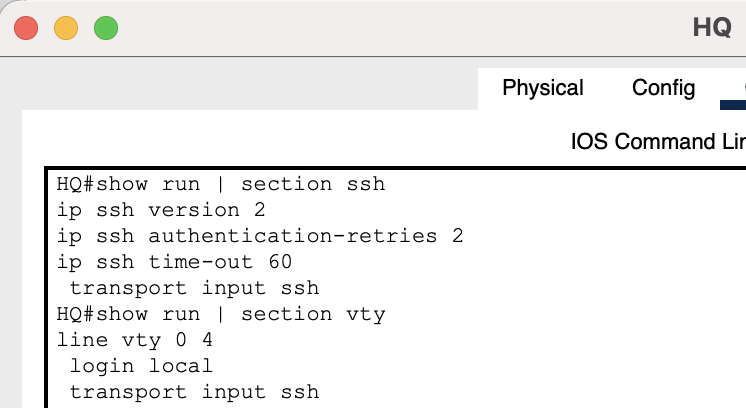 HQ
Physical Config
IOS Command
HQ#show run | section ssh
ip ssh version 2
ip ssh authentication-retries 2
ip ssh time-out 60
 transport input ssh
HQ#show run | section vty
line vty 0 4
 login local
 transport input ssh